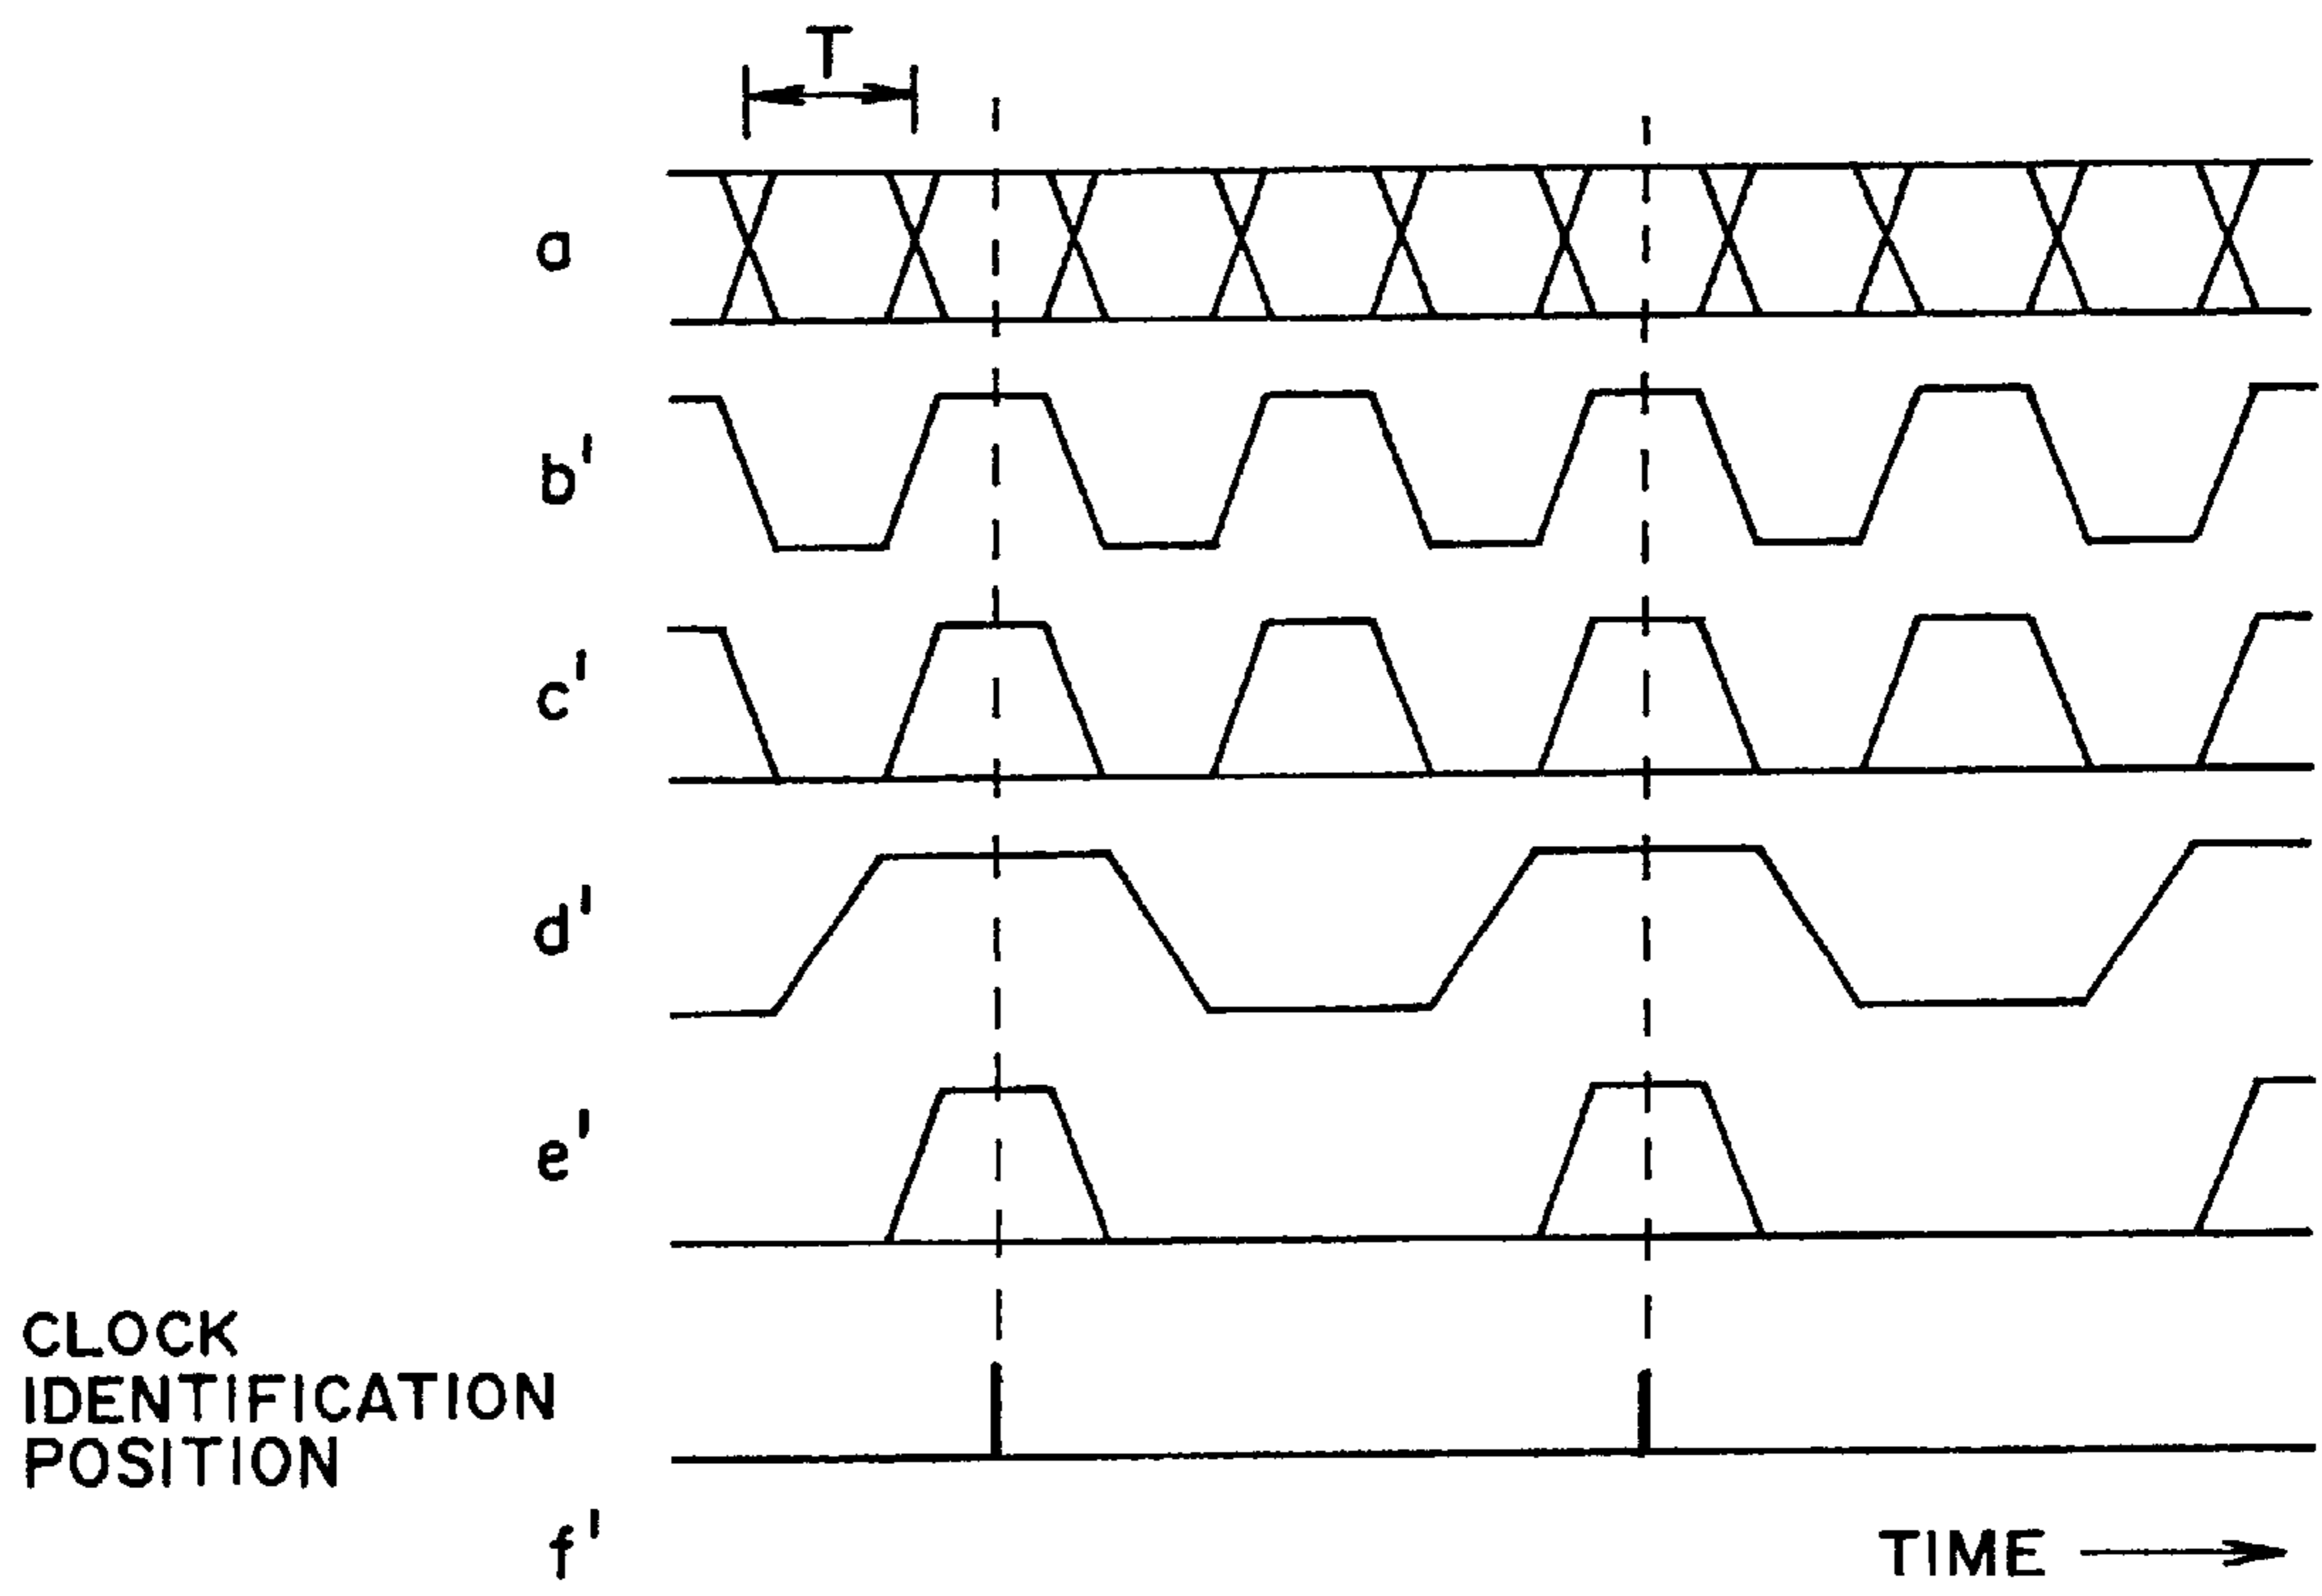 T
a
b'
c'
d'
e'
CLOCK
IDENTIFICATION
POSITION
f'
TIME